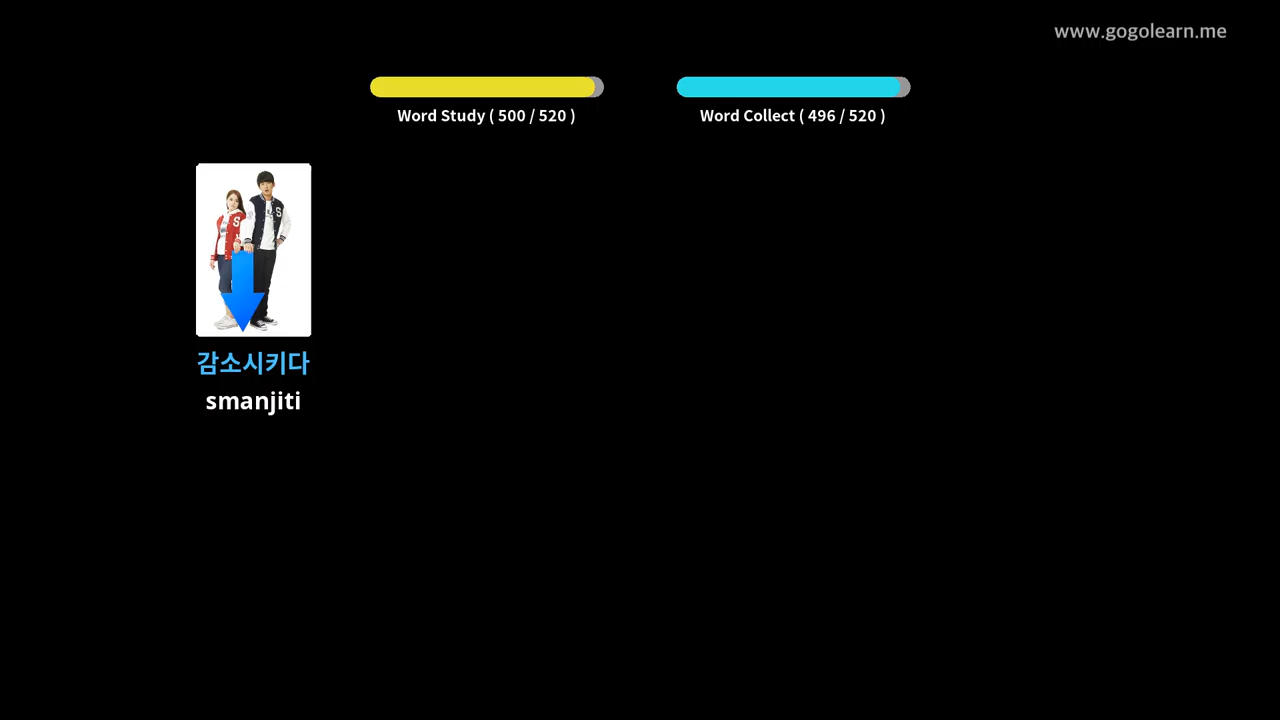 www.gogolearn.me
Word Study ( 500 / 520 )
Word Collect ( 496 / 520 )
S
S
감소시키다
smanjiti